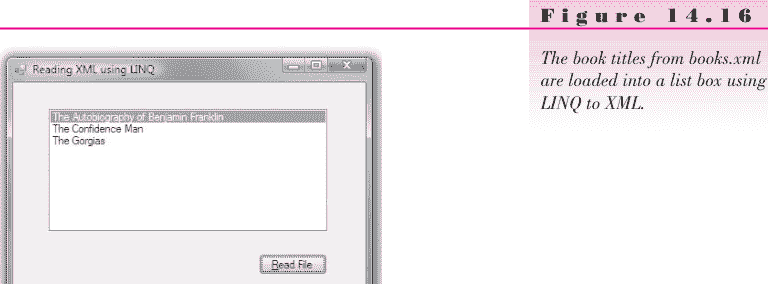 Figure 14.16
The book titles from books.xml
are loaded into a list box using
LINQ to XML.
Reading XML using LINQ
The Autobiography of Benjamin Franklin
The Confidence Man
The Gorgias
Read File